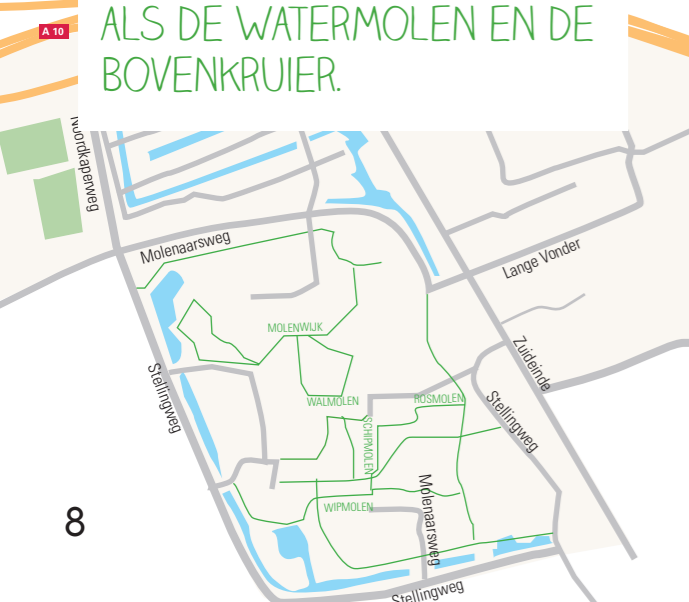 A 10
ALS DE WATERMOLEN EN DE
BOVENKRUIER.
Noordkaperweg
Molenaarsweg
Lange Vonder
MOLENWIJK
Zuideinde
Stellingweg
WALMOLEN
ROSMOLEN
Stellingweg
SCHIPMOLEN
Molenaarsweg
WIPMOLEN
8
Stellingweg